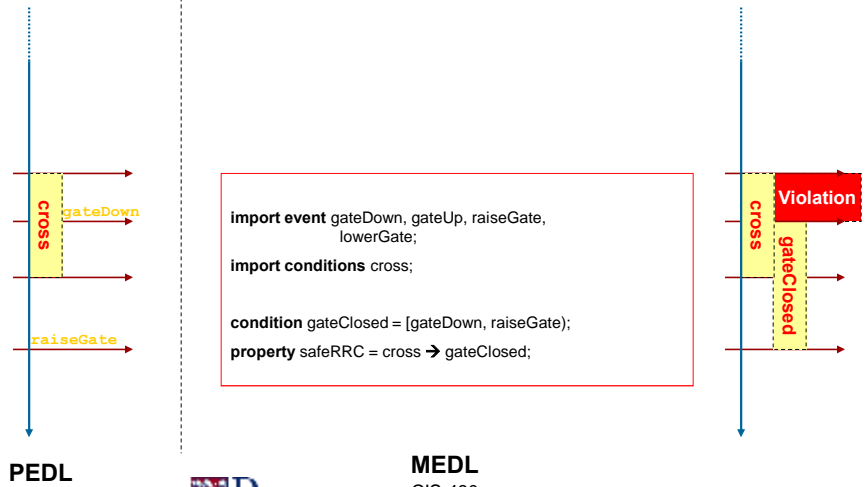 cross
gateDown
raiseGate
import event gateDown, gateUp, raiseGate,
lowerGate;
import conditions cross;
condition gateClosed = [gateDown, raiseGate);
property safeRRC = cross → gateClosed;
cross
Violation
gateClosed
PEDL
MEDL